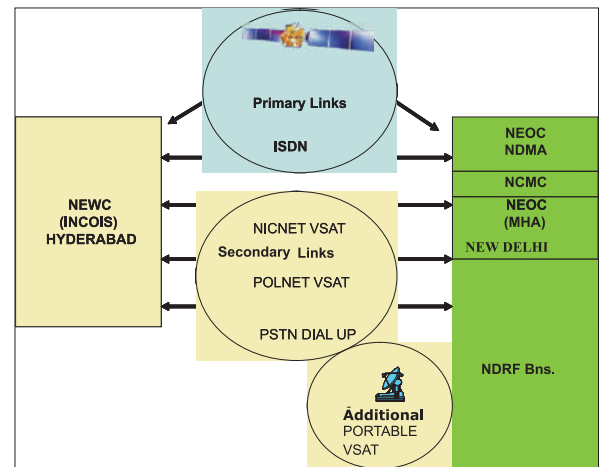 Primary Links
ISDN
NEWC
(INCOIS)
HYDERABAD
NEOC
NDMA
NCMC
NEOC
(MHA)
NEW DELHI
NICNET VSAT
Secondary Links
POLNET VSAT
PSTN DIAL UP
NDRF Bns.
Additional
PORTABLE
VSAT